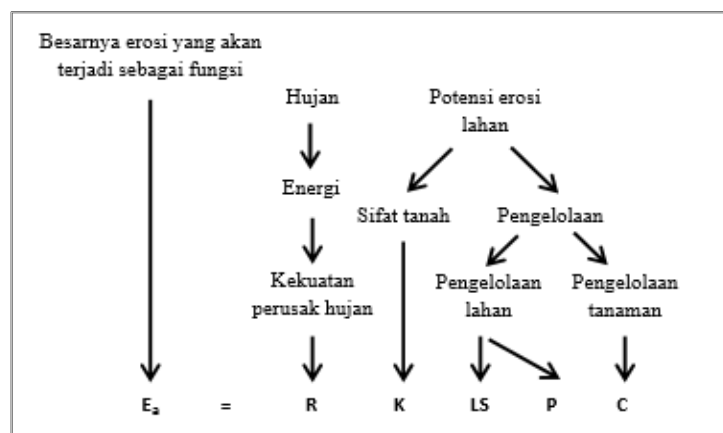 Besarnya erosi yang akan
terjadi sebagai fungsi
Hujan
Potensi erosi
lahan
Energi
Sifat tanah
Pengelolaan
Kekuatan
perusak hujan
Pengelolaan
lahan
Pengelolaan
tanaman
Eₐ = R K LS P C